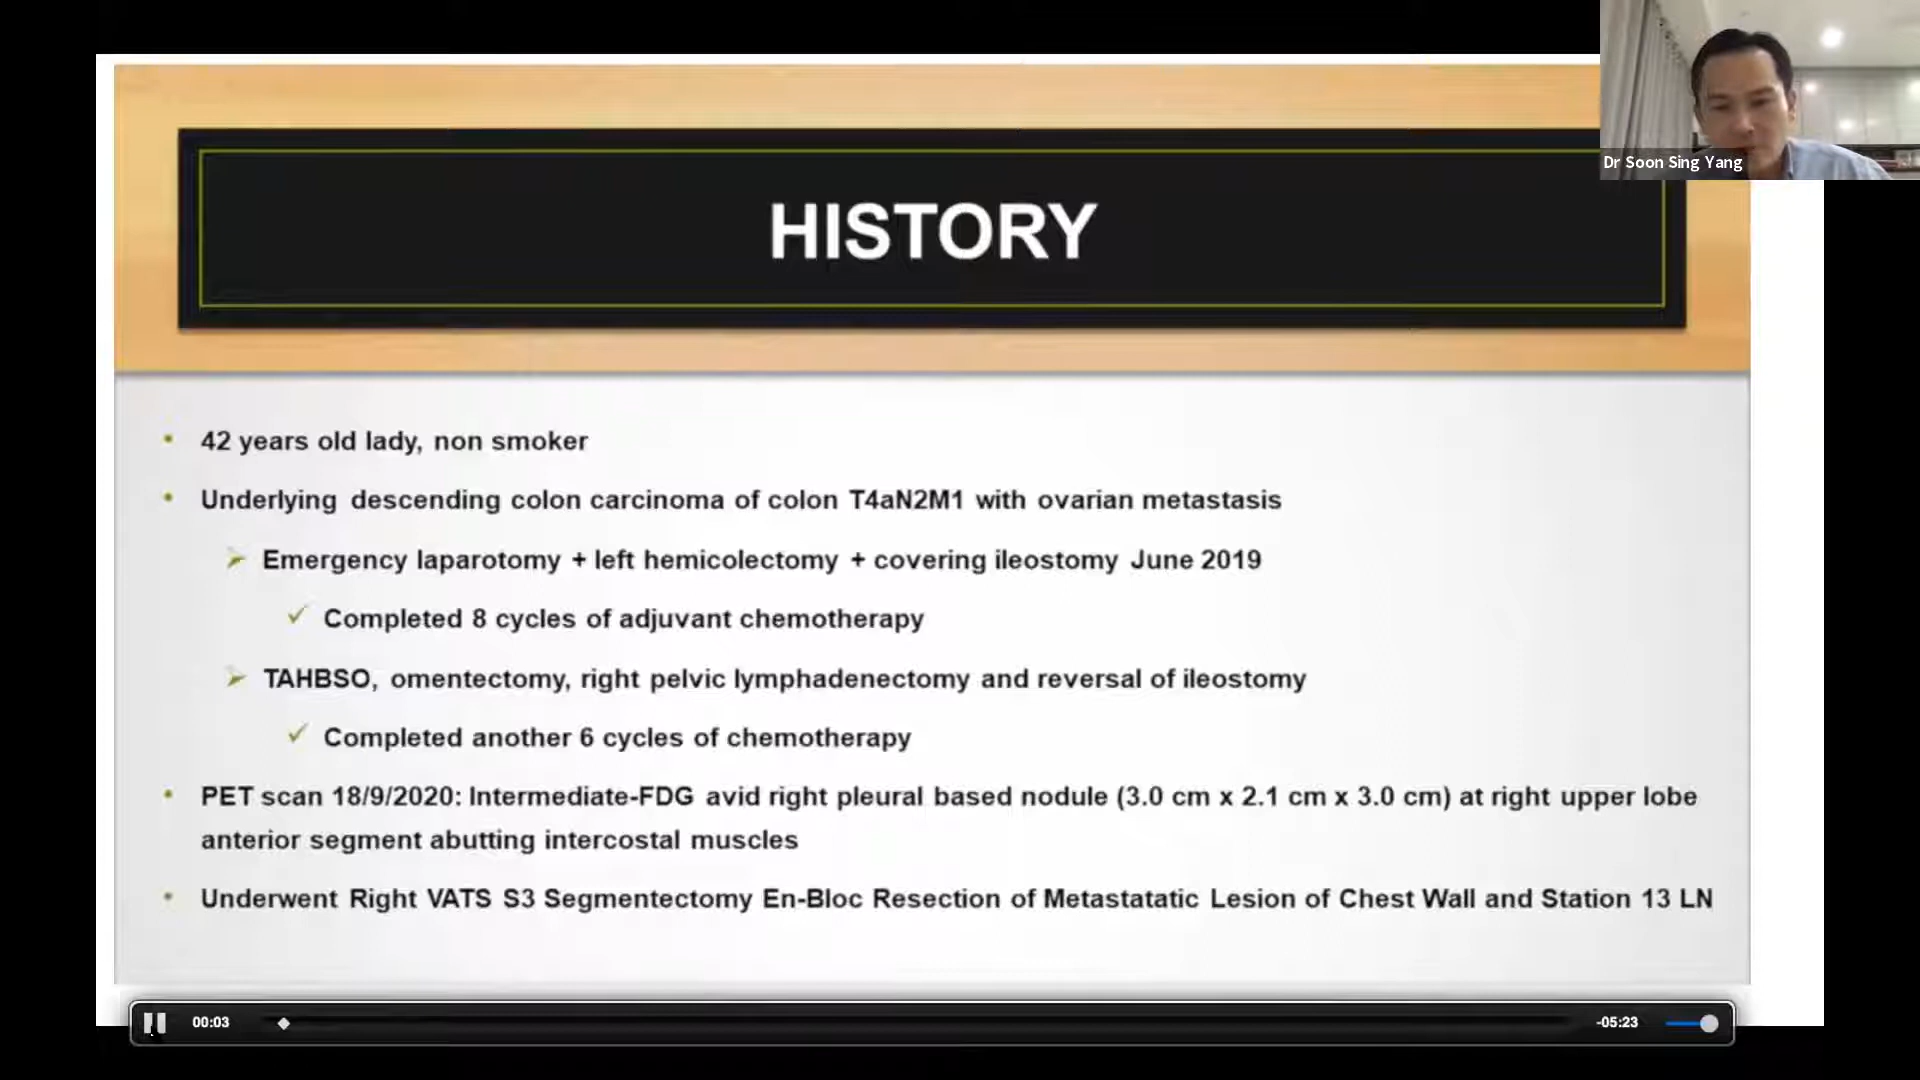 Dr Soon Sing Yang
HISTORY
• 42 years old lady, non smoker
• Underlying descending colon carcinoma of colon T4aN2M1 with ovarian metastasis
➢ Emergency laparotomy + left hemicolectomy + covering ileostomy June 2019
✓ Completed 8 cycles of adjuvant chemotherapy
➢ TAHBSO, omentectomy, right pelvic lymphadenectomy and reversal of ileostomy
✓ Completed another 6 cycles of chemotherapy
• PET scan 18/9/2020: Intermediate-FDG avid right pleural based nodule (3.0 cm x 2.1 cm x 3.0 cm) at right upper lobe
anterior segment abutting intercostal muscles
• Underwent Right VATS S3 Segmentectomy En-Bloc Resection of Metastatatic Lesion of Chest Wall and Station 13 LN
00:03
-05:23